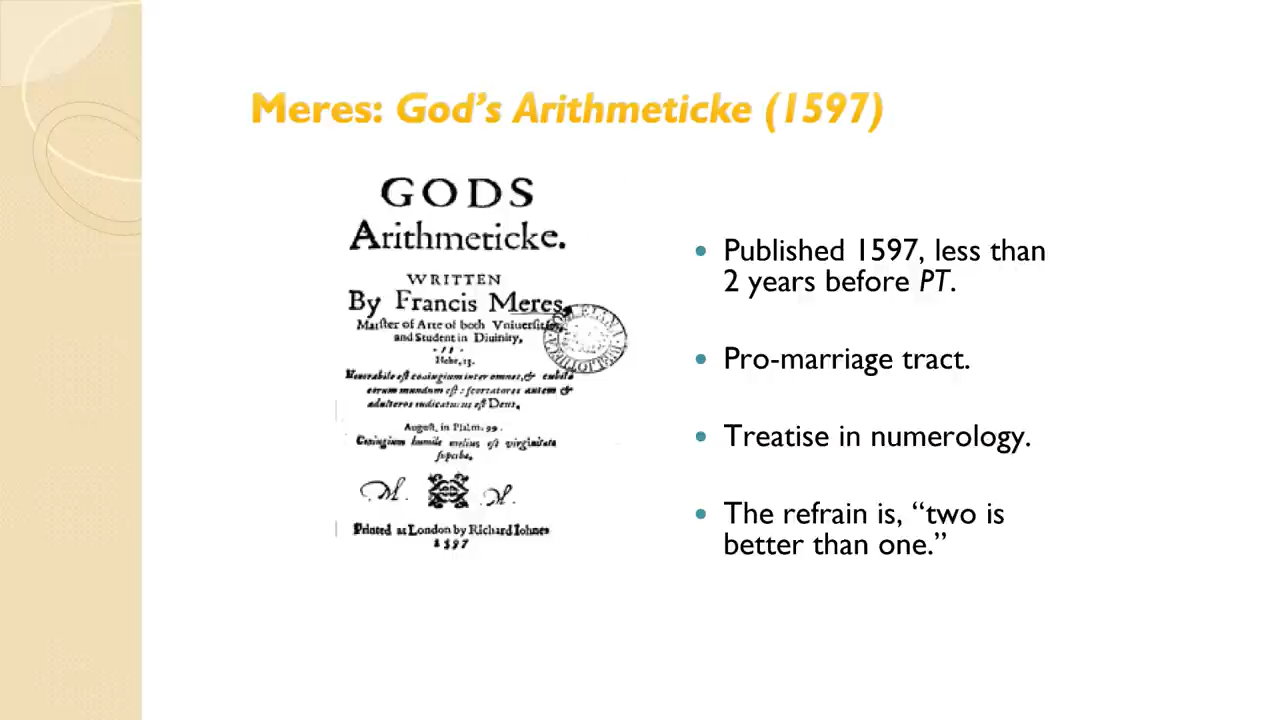 Meres: God's Arithmeticke (1597)
GODS
Arithmeticke.
WRITTEN
By Francis Meres,
Maister of Arte of both Vniuersities,
and Student in Diuinity,
Hebr, 13.
Honorabile est coniugium inter omnes, & cubile
eorum mundum est: scortatores autem &
adulteros iudicaturus est Deus.
August, in Psalm. 99.
Coniugium humile melius est virginitate
superba.
M. M.
Printed at London by Richard Iohnes
1597
• Published 1597, less than
2 years before PT.
• Pro-marriage tract.
• Treatise in numerology.
• The refrain is, “two is
better than one.”